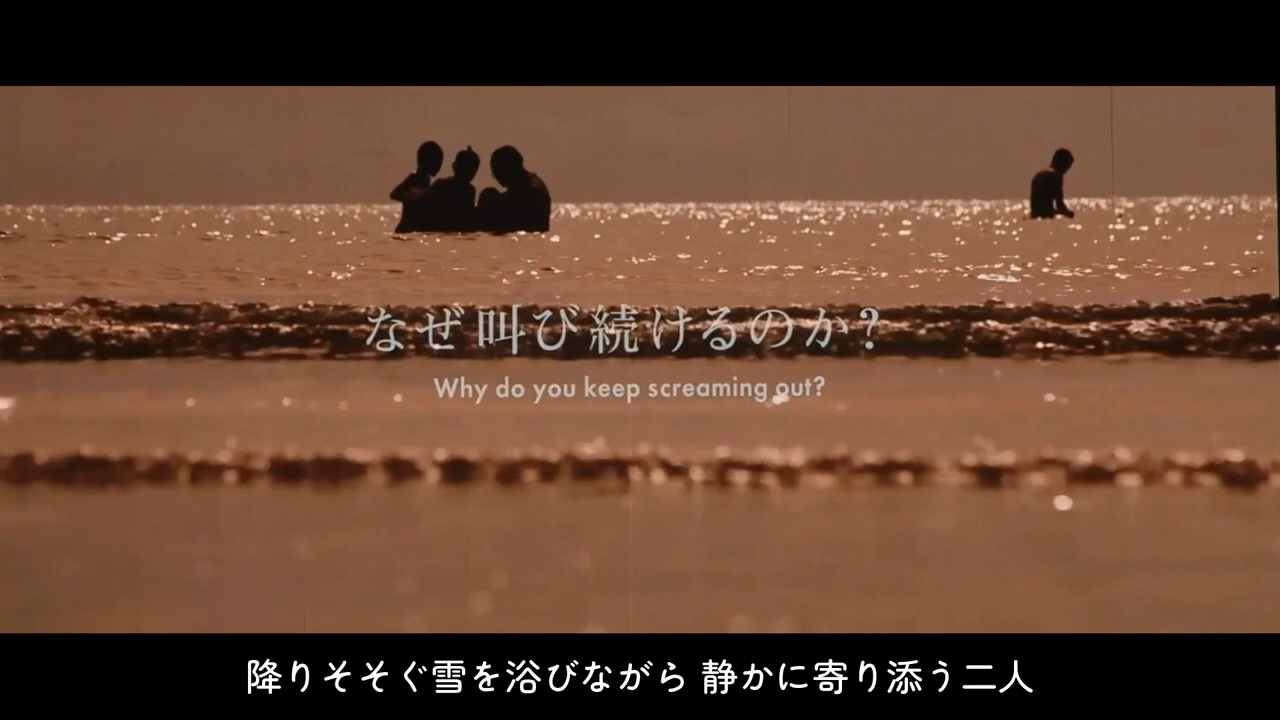 なぜ叫び続けるのか?
Why do you keep screaming out?
降りそそぐ雪を浴びながら 静かに寄り添う二人